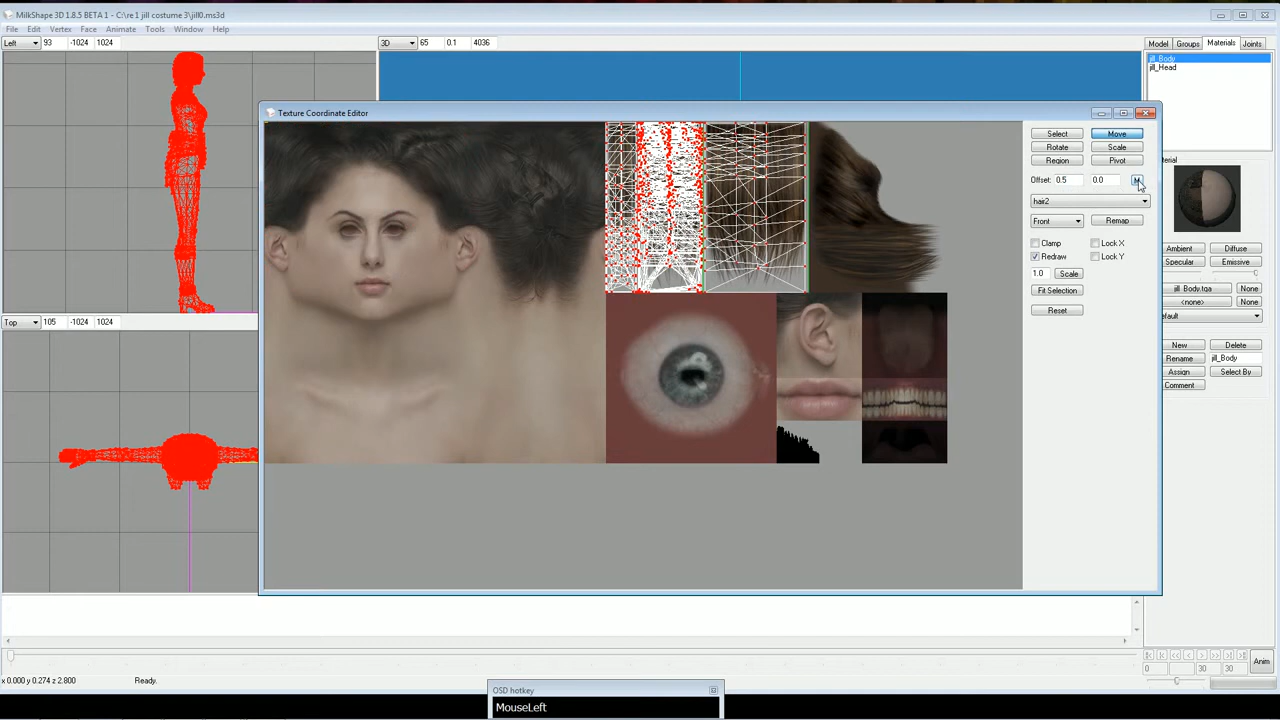 MilkShape 3D 1.8.5 BETA 1 - C:\re 1 jill costume 3\jill0.ms3d
File Edit Vertex Face Animate Tools Window Help
Left 93 -1024 1024
3D 65 0.1 4036
Model Groups Materials Joints
jill_Body
jill_Head
Texture Coordinate Editor
Select Move
Rotate Scale
Region Pivot
Offset: 0.5 0.0 M
hair2
Front Remap
Clamp Lock X
Redraw Lock Y
1.0 Scale
Fit Selection
Reset
aterial
Ambient Diffuse
Specular Emissive
jill_Body.tga None
<none> None
efault
New Delete
Rename jill_Body
Assign Select By
Comment
Top 105 -1024 1024
0 30 30 Anim
x 0.000 y 0.274 z 2.800 Ready.
OSD hotkey
MouseLeft